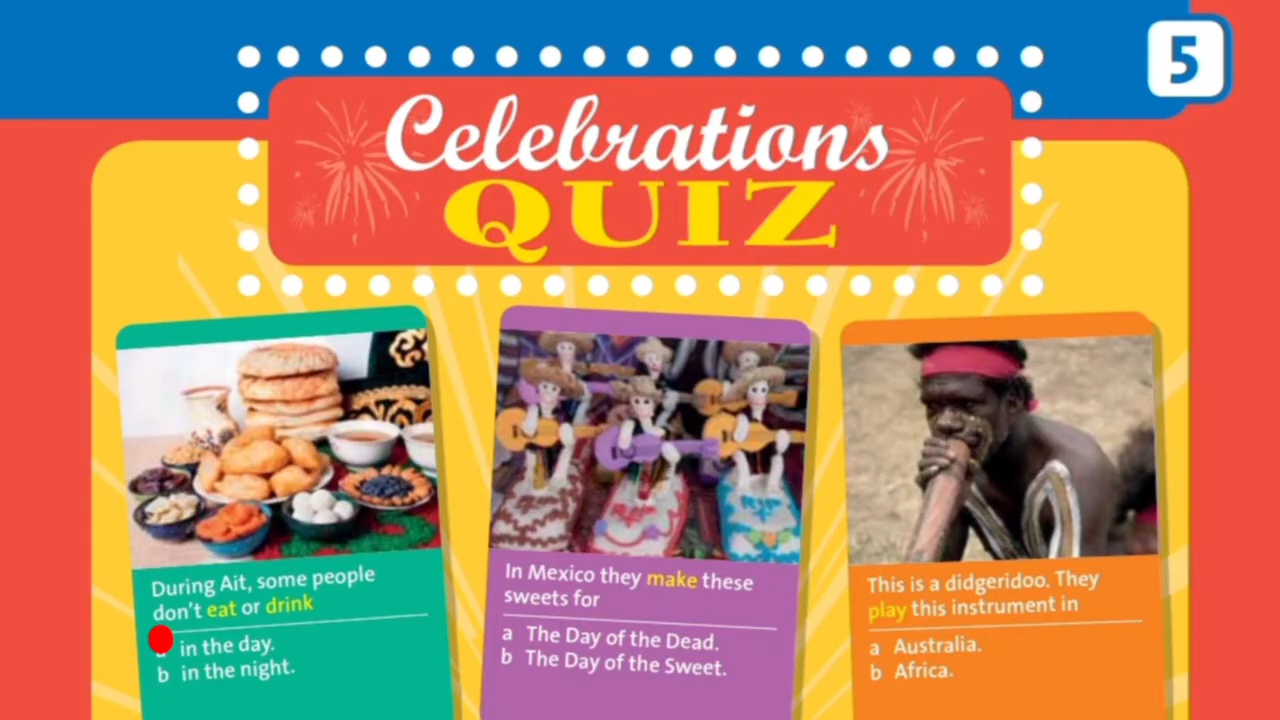 5
Celebrations
QUIZ
During Ait, some people
don't eat or drink
a in the day.
b in the night.
In Mexico they make these
sweets for
a The Day of the Dead.
b The Day of the Sweet.
This is a didgeridoo. They
play this instrument in
a Australia.
b Africa.